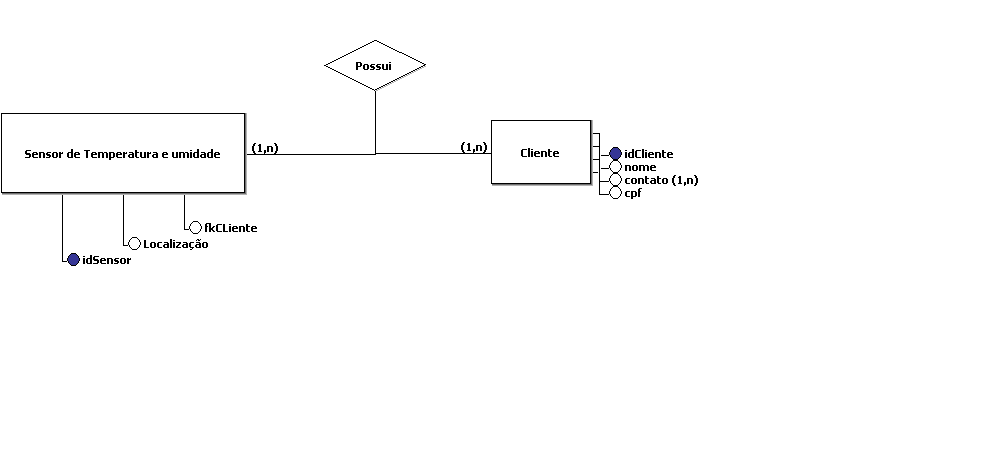 Possui
Sensor de Temperatura e umidade
(1,n)
(1,n)
Cliente
idCliente
nome
contato (1,n)
cpf
fkCLiente
Localização
idSensor